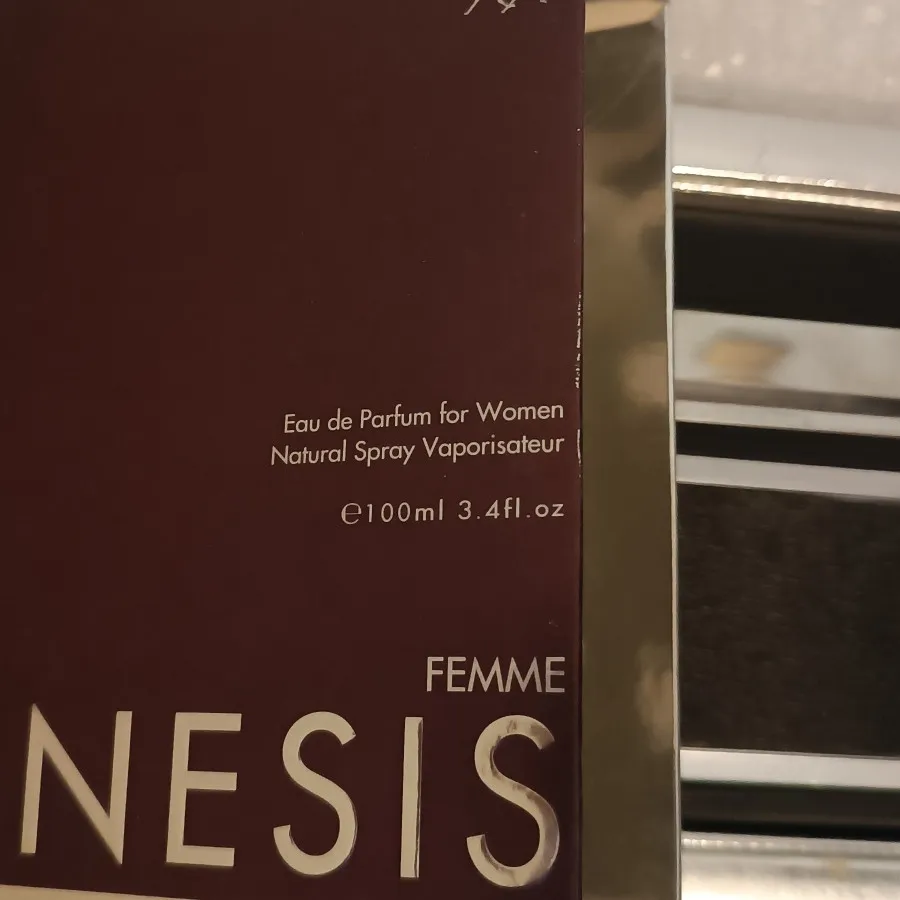 Eau de Parfum for Women
Natural Spray Vaporisateur
℮100ml 3.4fl.oz
FEMME
NESIS